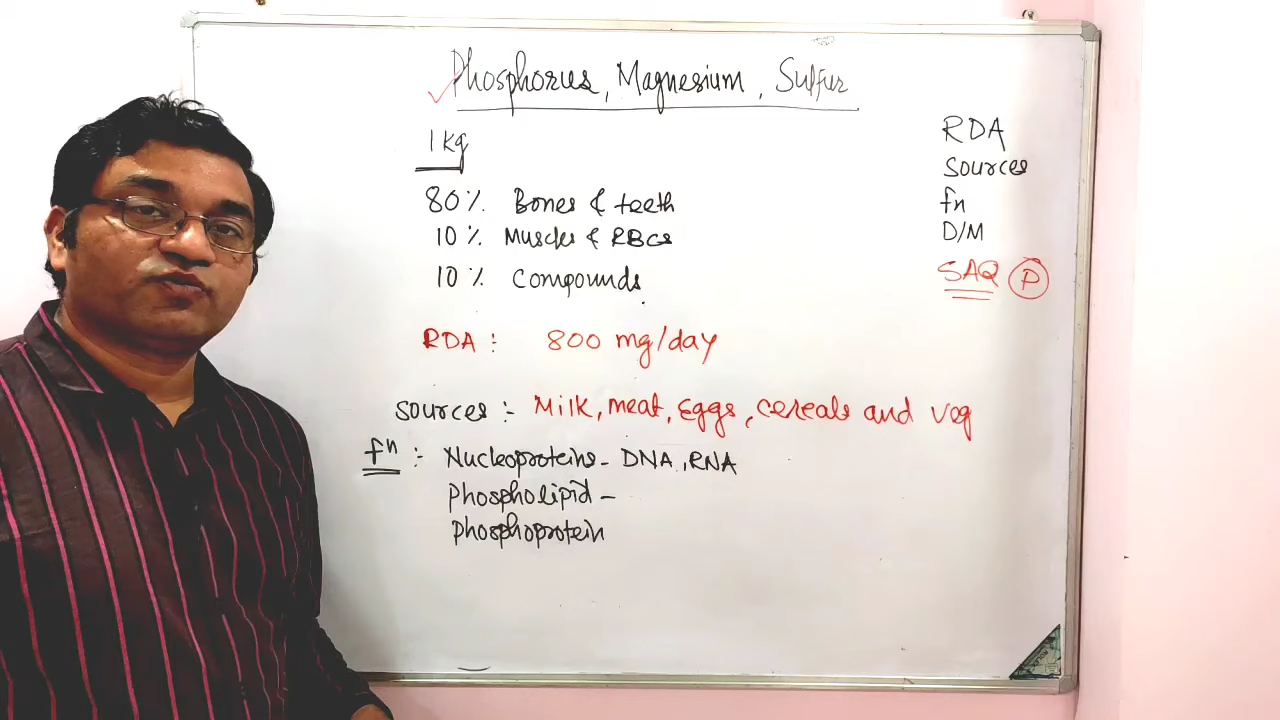 Phosphorus, Magnesium, Sulfur
1 kg
80% Bones & teeth
10% Muscles & RBCs
10% Compounds
RDA : 800 mg/day
Sources :- Milk, meat, Eggs, cereals and veg
fn :- Nucleoproteins - DNA, RNA
Phospholipid -
Phosphoprotein
RDA
Sources
fn
D/M
SAQ P